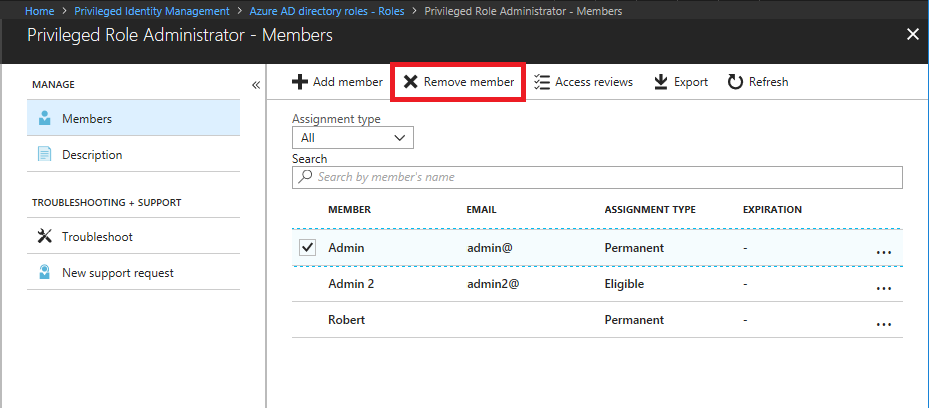 Home > Privileged Identity Management > Azure AD directory roles - Roles > Privileged Role Administrator - Members
Privileged Role Administrator - Members
MANAGE
Members
Description
TROUBLESHOOTING + SUPPORT
Troubleshoot
New support request
Add member Remove member Access reviews Export Refresh
Assignment type
All
Search
Search by member's name
MEMBER EMAIL ASSIGNMENT TYPE EXPIRATION
Admin admin@ Permanent - ...
Admin 2 admin2@ Eligible - ...
Robert Permanent - ...